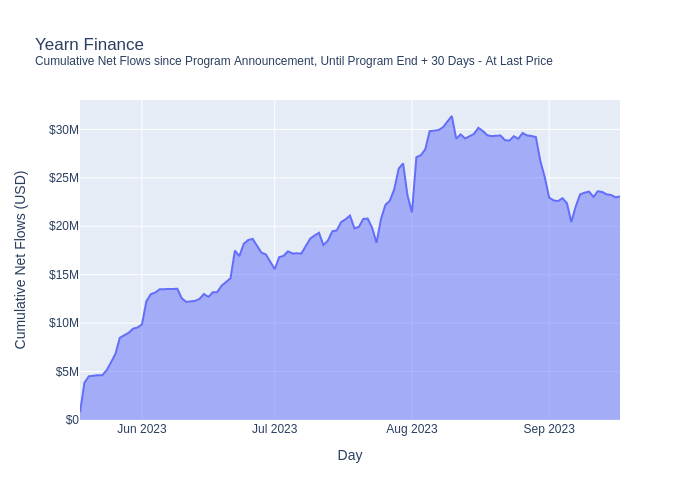 Yearn Finance
Cumulative Net Flows since Program Announcement, Until Program End + 30 Days - At Last Price
Cumulative Net Flows (USD)
$30M
$25M
$20M
$15M
$10M
$5M
$0
Jun 2023
Jul 2023
Aug 2023
Sep 2023
Day